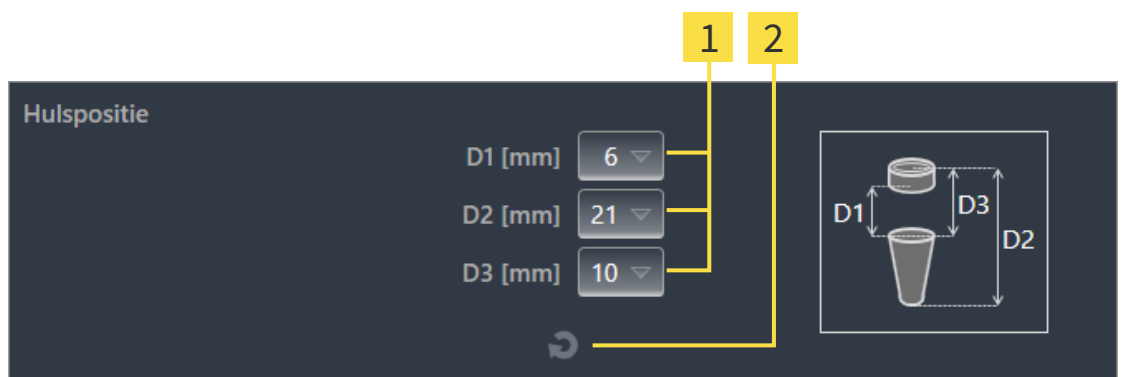 1 2
Hulspositie
D1 [mm] 6
D2 [mm] 21
D3 [mm] 10
D1
D3
D2